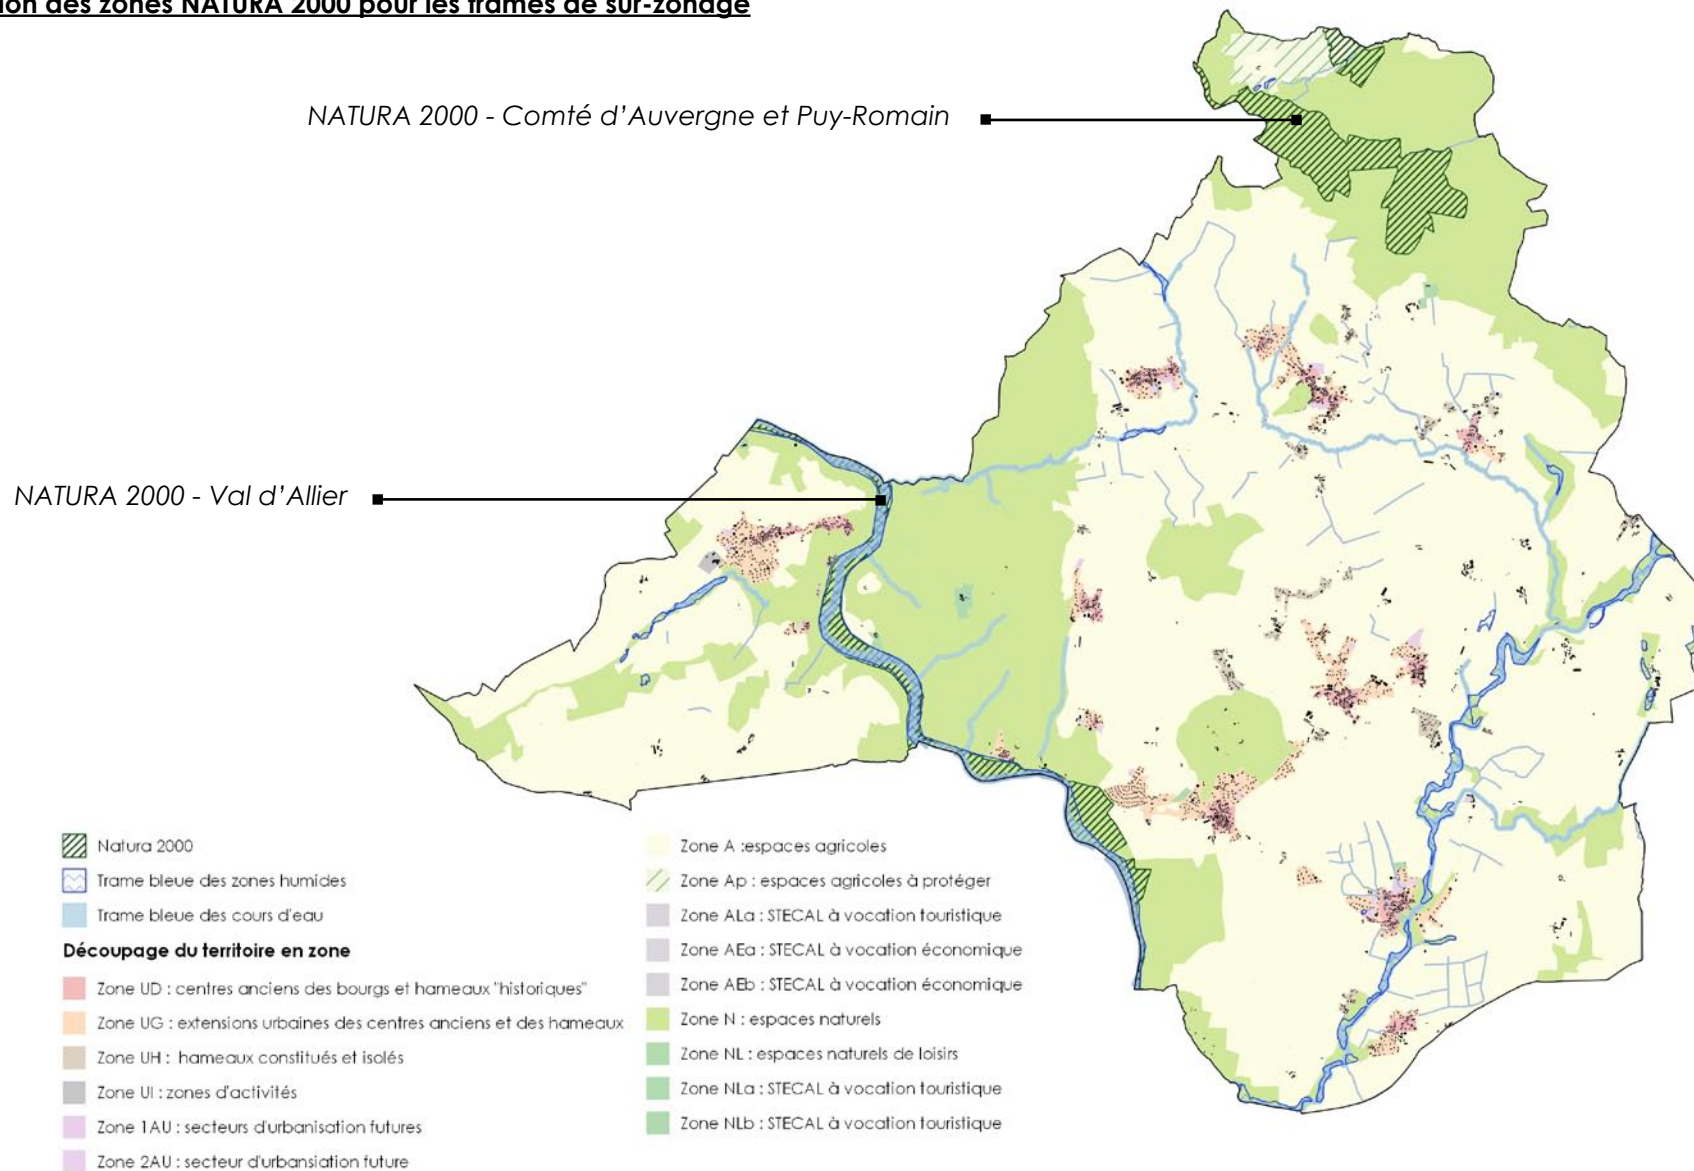 ion des zones NATURA 2000 pour les trames de sur-zonage
NATURA 2000 - Comté d'Auvergne et Puy-Romain
NATURA 2000 - Val d'Allier
Natura 2000
Trame bleue des zones humides
Trame bleue des cours d'eau
Découpage du territoire en zone
Zone UD : centres anciens des bourgs et hameaux "historiques"
Zone UG : extensions urbaines des centres anciens et des hameaux
Zone UH : hameaux constitués et isolés
Zone UI : zones d'activités
Zone 1AU : secteurs d'urbanisation futures
Zone 2AU : secteur d'urbansiation future
Zone A :espaces agricoles
Zone Ap : espaces agricoles à protéger
Zone ALa : STECAL à vocation touristique
Zone AEa : STECAL à vocation économique
Zone AEb : STECAL à vocation économique
Zone N : espaces naturels
Zone NL : espaces naturels de loisirs
Zone NLa : STECAL à vocation touristique
Zone NLb : STECAL à vocation touristique